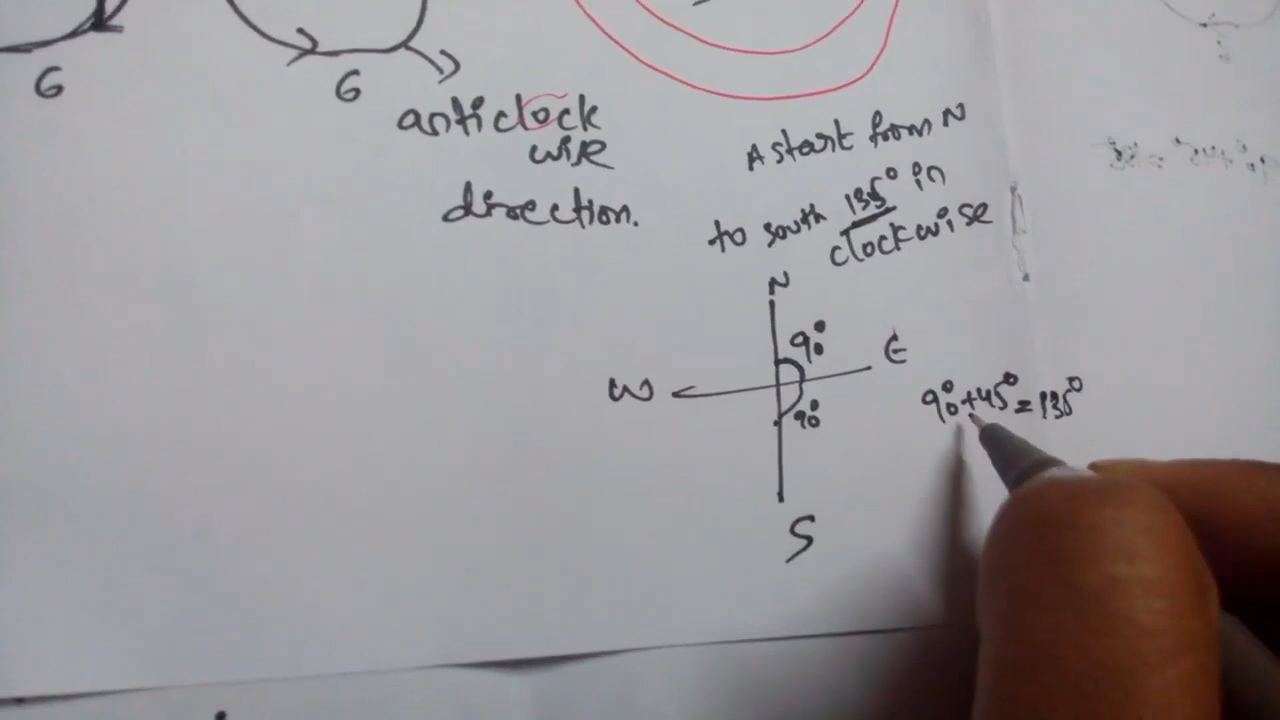 6
6
anticlock
wise
direction.
A start from N
to south 135° in
clockwise
N
90°
E
W
90°
90°+45°=135°
S